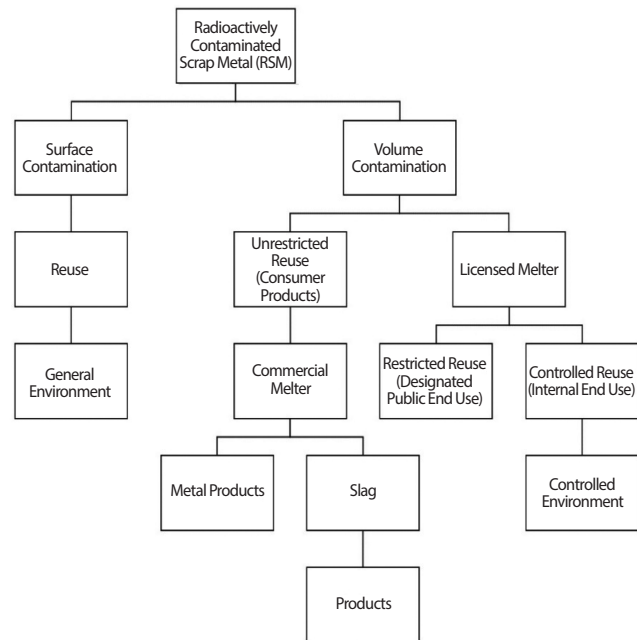 Radioactively
Contaminated
Scrap Metal (RSM)
Surface
Contamination
Volume
Contamination
Reuse
Unrestricted
Reuse
(Consumer
Products)
Licensed Melter
General
Environment
Commercial
Melter
Restricted Reuse
(Designated
Public End Use)
Controlled Reuse
(Internal End Use)
Metal Products
Slag
Controlled
Environment
Products